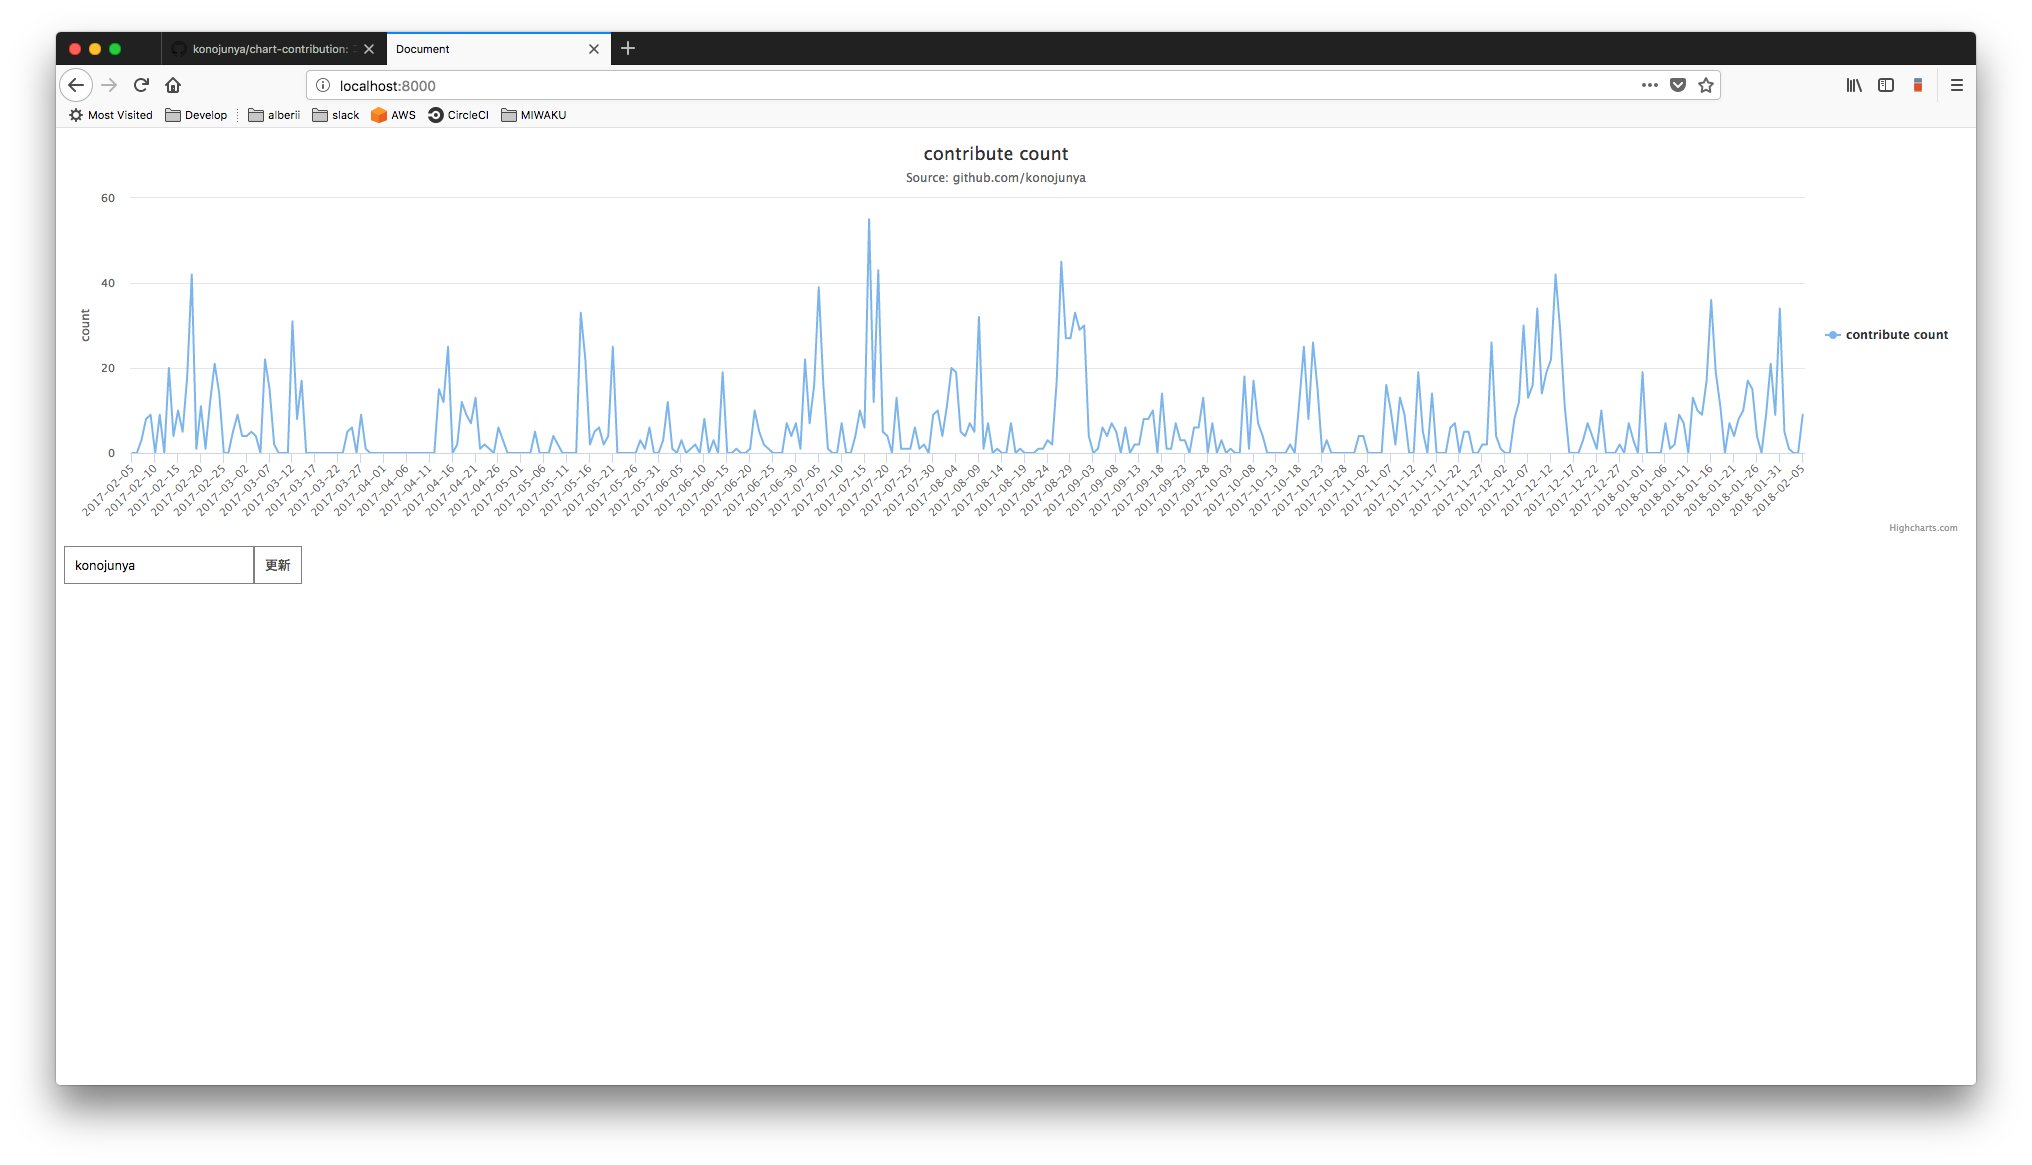 konojunya/chart-contribution:
Document
localhost:8000
Most Visited Develop alberii slack AWS CircleCI MIWAKU
contribute count
Source: github.com/konojunya
60
40
20
0
count
contribute count
2017-02-05 2017-02-10 2017-02-15 2017-02-20 2017-02-25 2017-03-02 2017-03-07 2017-03-12 2017-03-17 2017-03-22 2017-03-27 2017-04-01 2017-04-06 2017-04-11 2017-04-16 2017-04-21 2017-04-26 2017-05-01 2017-05-06 2017-05-11 2017-05-16 2017-05-21 2017-05-26 2017-05-31 2017-06-05 2017-06-10 2017-06-15 2017-06-20 2017-06-25 2017-06-30 2017-07-05 2017-07-10 2017-07-15 2017-07-20 2017-07-25 2017-07-30 2017-08-04 2017-08-09 2017-08-14 2017-08-19 2017-08-24 2017-08-29 2017-09-03 2017-09-08 2017-09-13 2017-09-18 2017-09-23 2017-09-28 2017-10-03 2017-10-08 2017-10-13 2017-10-18 2017-10-23 2017-10-28 2017-11-02 2017-11-07 2017-11-12 2017-11-17 2017-11-22 2017-11-27 2017-12-02 2017-12-07 2017-12-12 2017-12-17 2017-12-22 2017-12-27 2018-01-01 2018-01-06 2018-01-11 2018-01-16 2018-01-21 2018-01-26 2018-01-31 2018-02-05
Highcharts.com
konojunya 更新